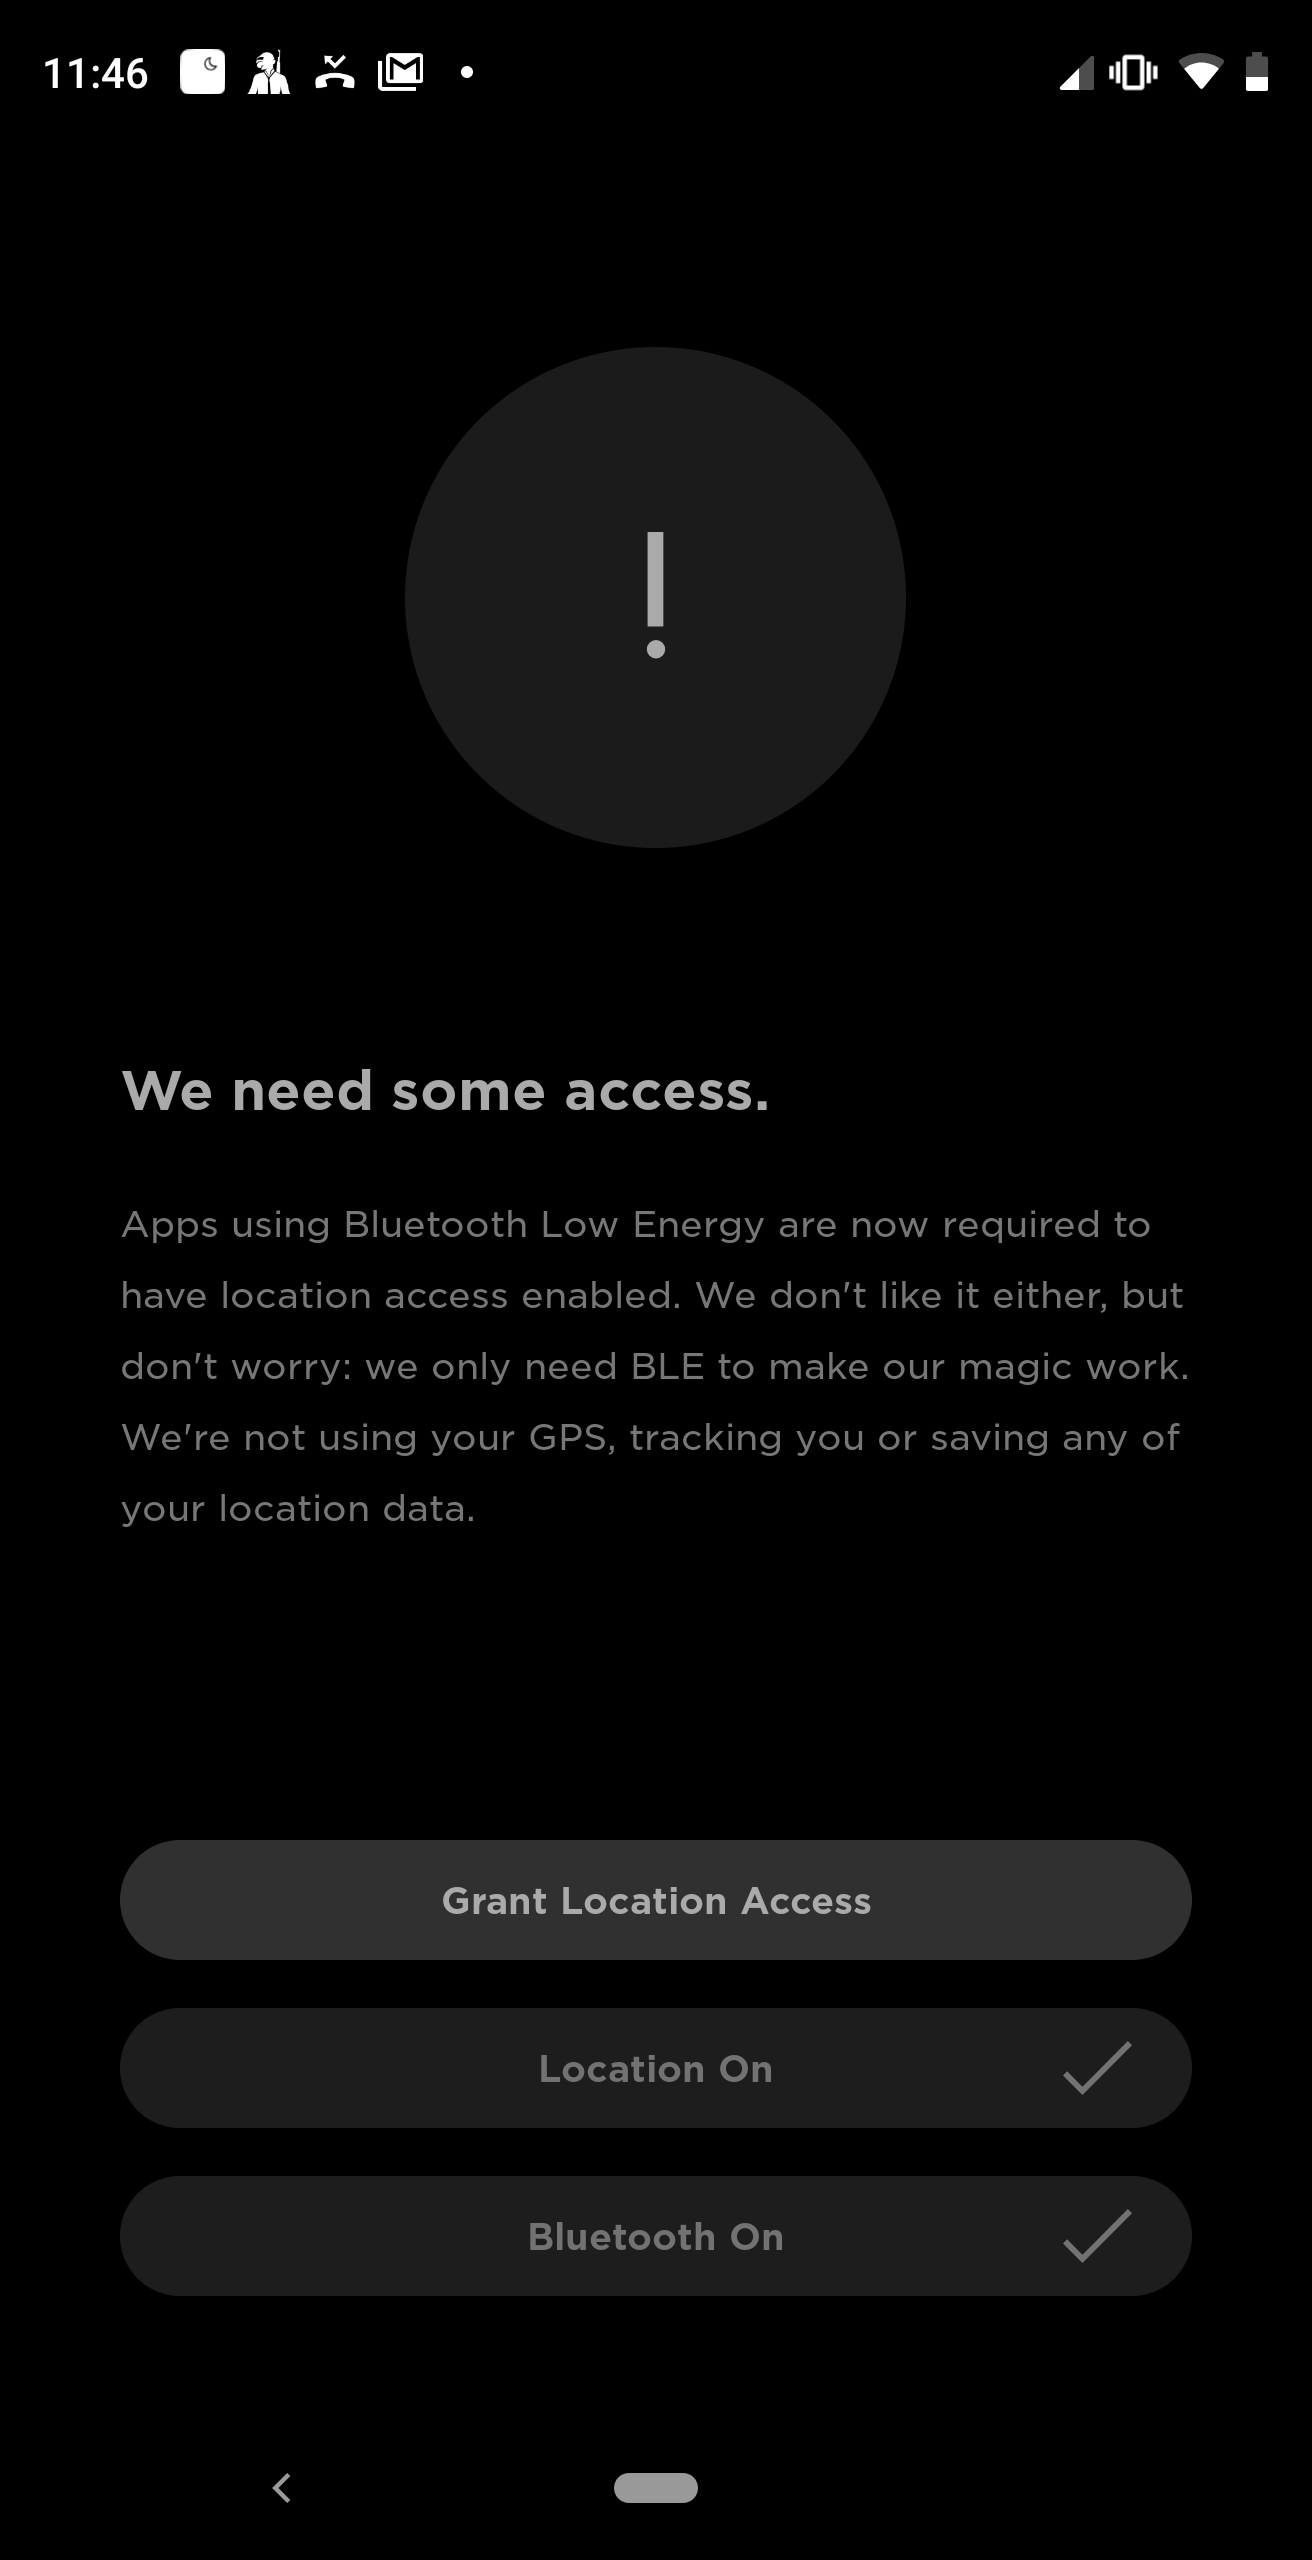 11:46
We need some access.
Apps using Bluetooth Low Energy are now required to
have location access enabled. We don't like it either, but
don't worry: we only need BLE to make our magic work.
We're not using your GPS, tracking you or saving any of
your location data.
Grant Location Access
Location On
Bluetooth On